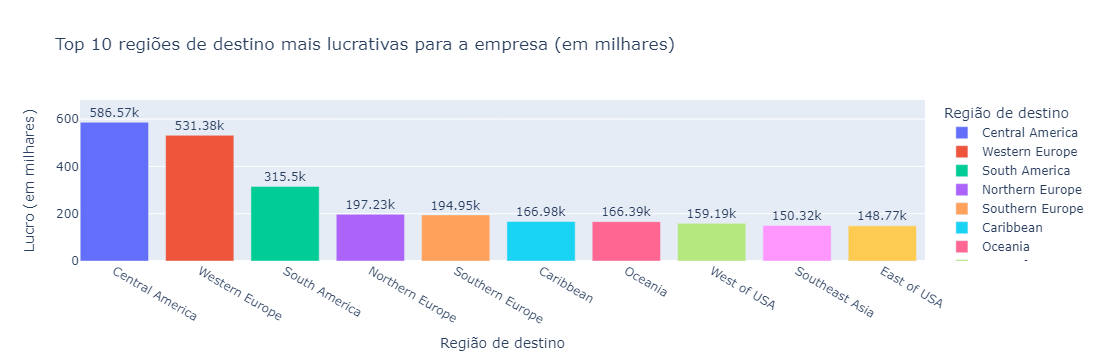 Top 10 regiões de destino mais lucrativas para a empresa (em milhares)
Lucro (em milhares)
600
400
200
0
586.57k
531.38k
315.5k
197.23k
194.95k
166.98k
166.39k
159.19k
150.32k
148.77k
Central America
Western Europe
South America
Northern Europe
Southern Europe
Caribbean
Oceania
West of USA
Southeast Asia
East of USA
Região de destino
Região de destino
Central America
Western Europe
South America
Northern Europe
Southern Europe
Caribbean
Oceania